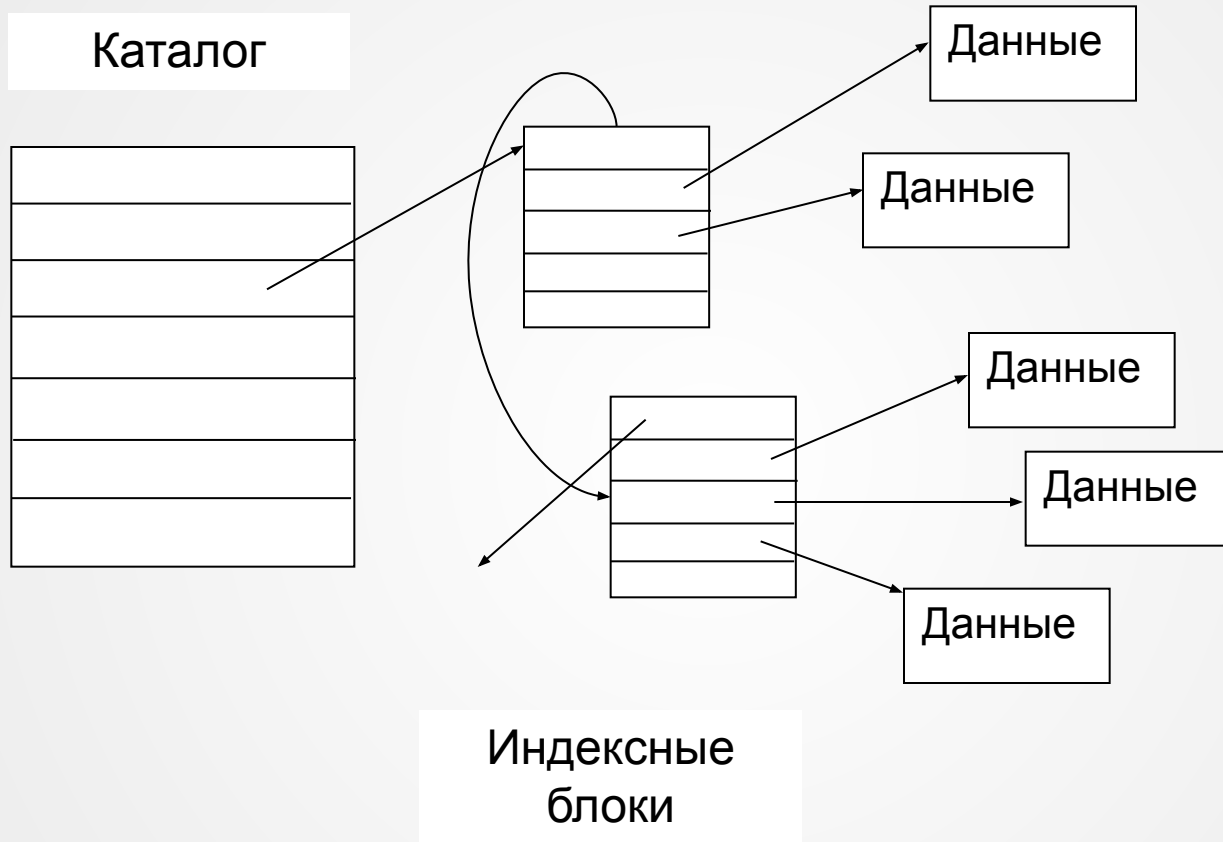 Каталог
Данные
Данные
Данные
Данные
Данные
Индексные
блоки